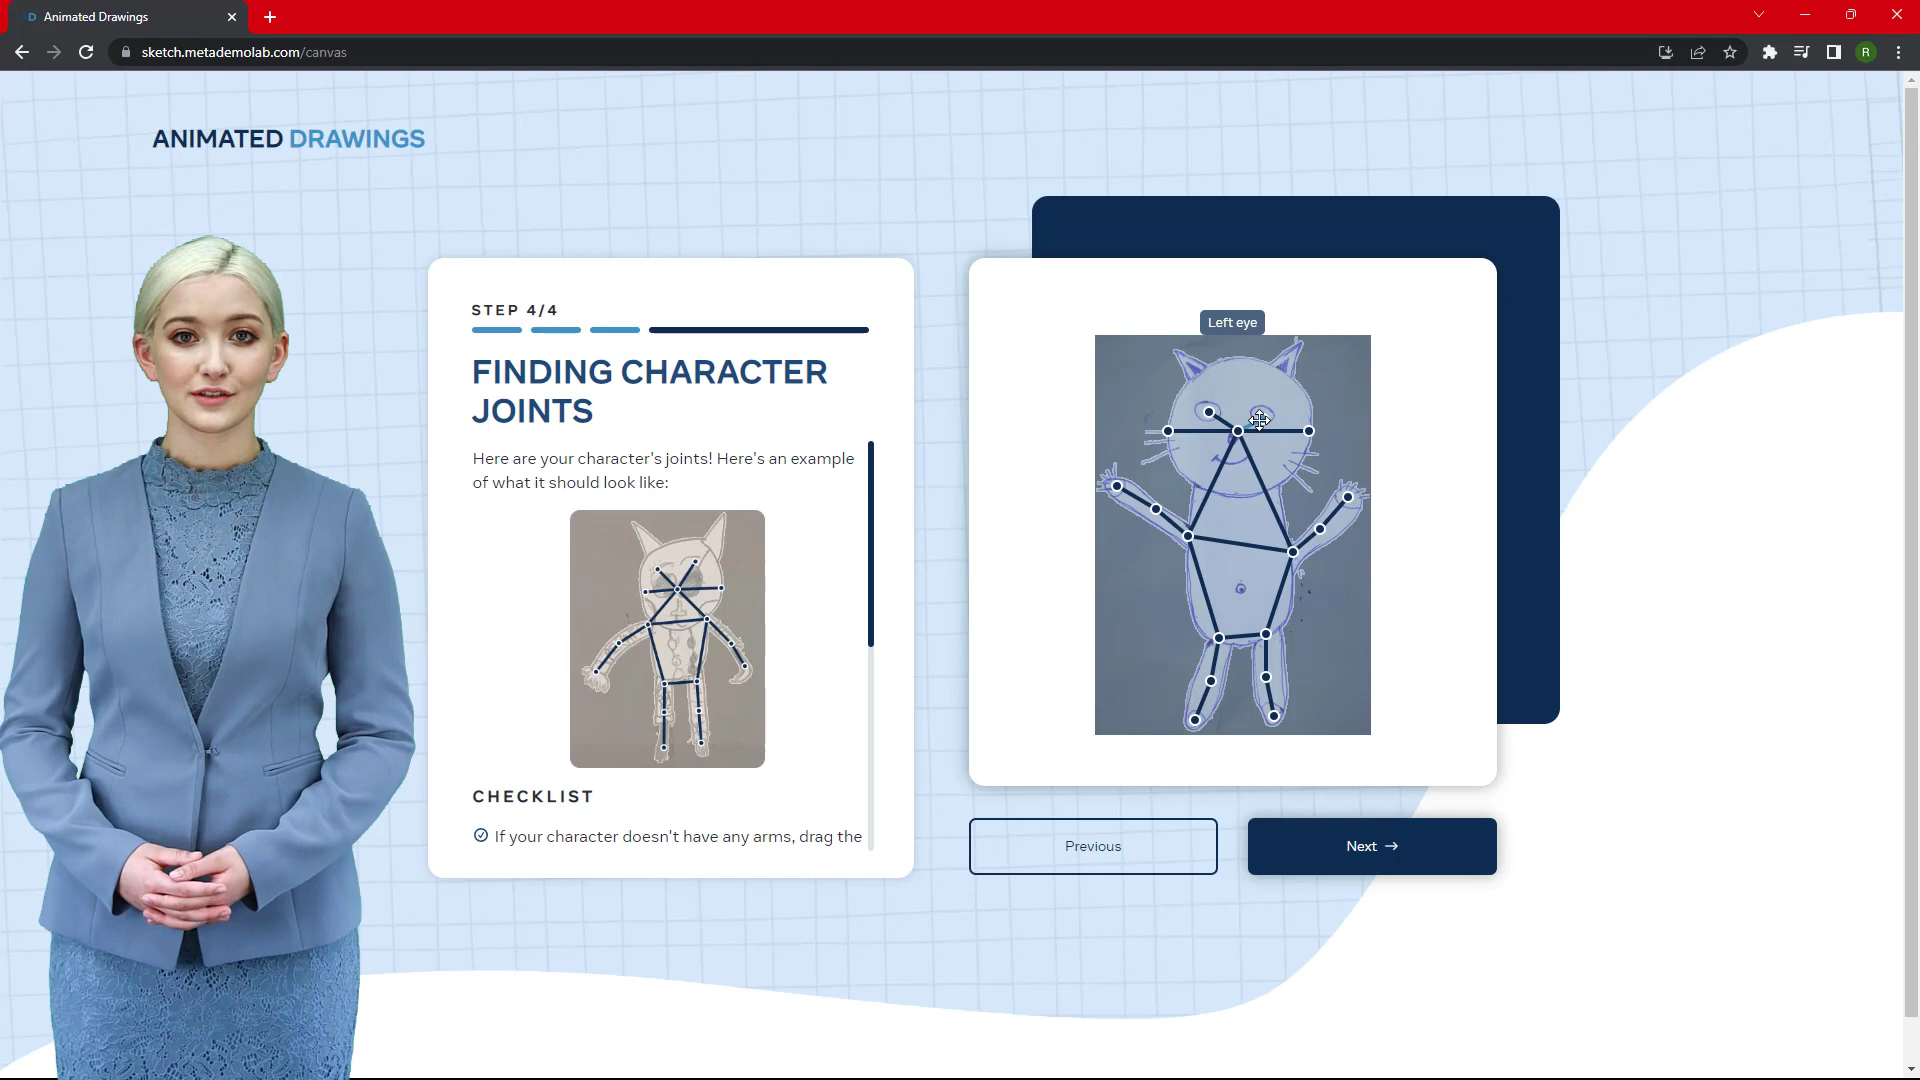 Animated Drawings
sketch.metademolab.com/canvas
R
ANIMATED DRAWINGS
STEP 4/4
FINDING CHARACTER
JOINTS
Here are your character's joints! Here's an example
of what it should look like:
CHECKLIST
If your character doesn't have any arms, drag the
Left eye
Previous
Next